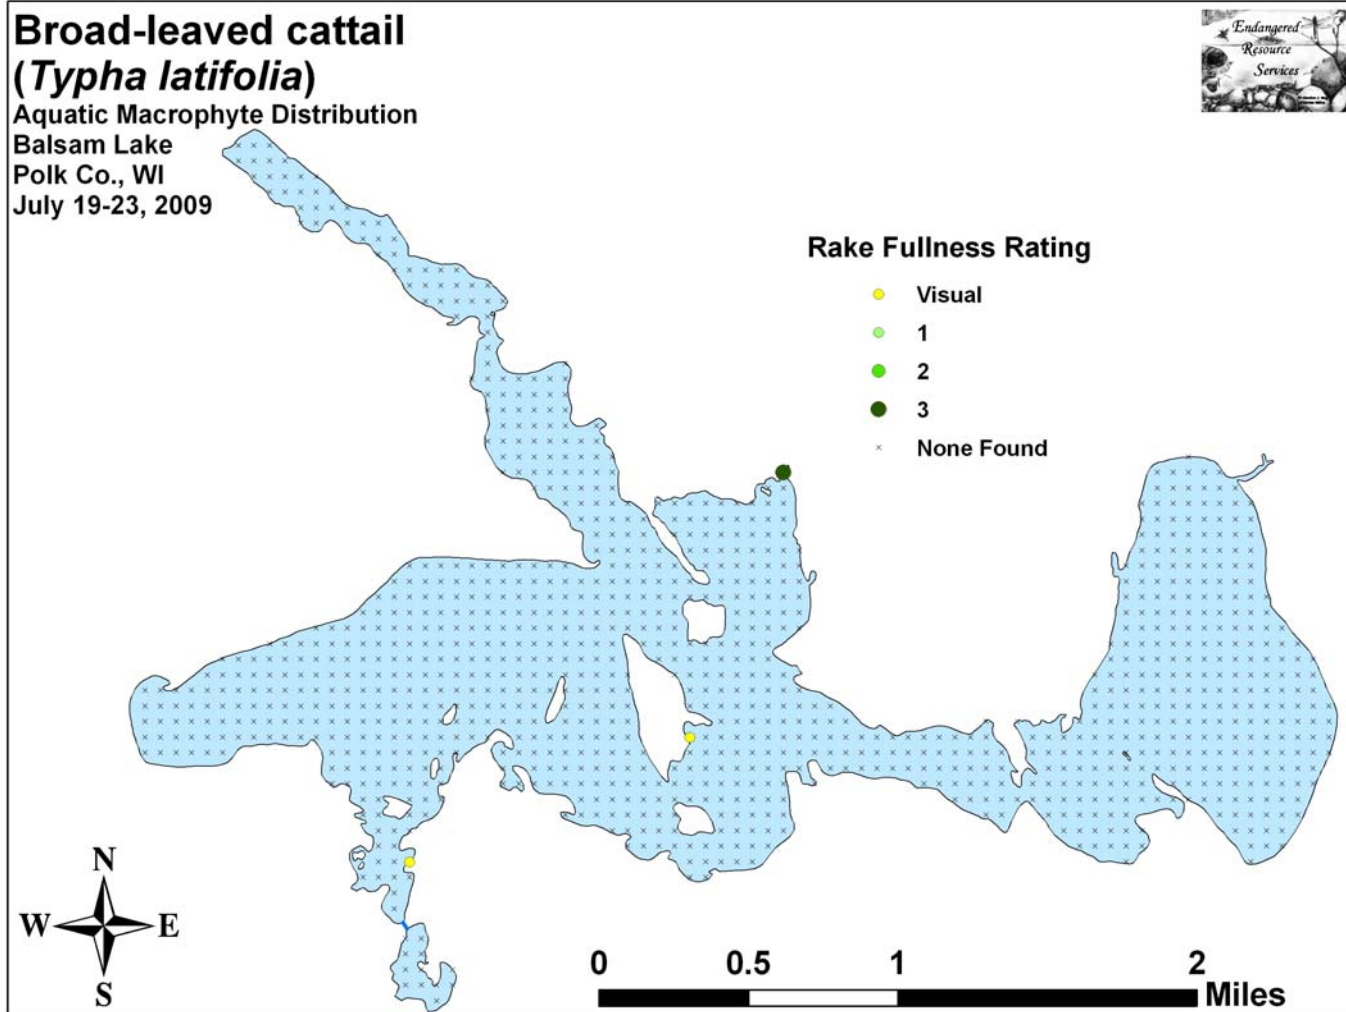 Broad-leaved cattail
(Typha latifolia)
Aquatic Macrophyte Distribution
Balsam Lake
Polk Co., WI
July 19-23, 2009
Endangered
Resource
Services
Rake Fullness Rating
Visual
1
2
3
None Found
N
W E
S
0 0.5 1 2
Miles